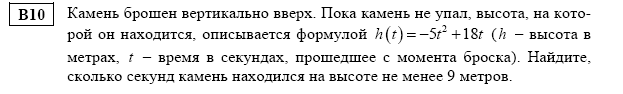 B10 Камень брошен вертикально вверх. Пока камень не упал, высота, на кото-
рой он находится, описывается формулой h(t)=−5t²+18t (h − высота в
метрах, t − время в секундах, прошедшее с момента броска). Найдите,
сколько секунд камень находился на высоте не менее 9 метров.